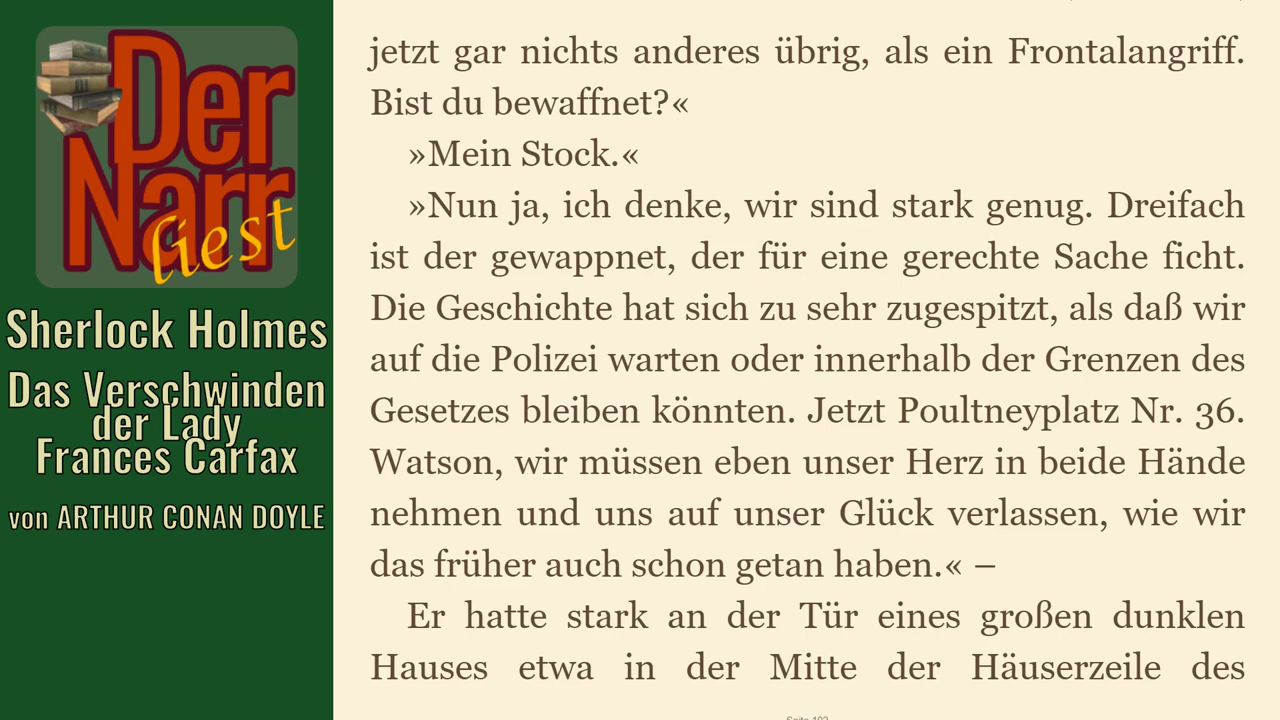 Der
Narr
liest
Sherlock Holmes
Das Verschwinden
der Lady
Frances Carfax
von ARTHUR CONAN DOYLE
jetzt gar nichts anderes übrig, als ein Frontalangriff.
Bist du bewaffnet?«
»Mein Stock.«
»Nun ja, ich denke, wir sind stark genug. Dreifach
ist der gewappnet, der für eine gerechte Sache ficht.
Die Geschichte hat sich zu sehr zugespitzt, als daß wir
auf die Polizei warten oder innerhalb der Grenzen des
Gesetzes bleiben könnten. Jetzt Poultneyplatz Nr. 36.
Watson, wir müssen eben unser Herz in beide Hände
nehmen und uns auf unser Glück verlassen, wie wir
das früher auch schon getan haben.« –
Er hatte stark an der Tür eines großen dunklen
Hauses etwa in der Mitte der Häuserzeile des